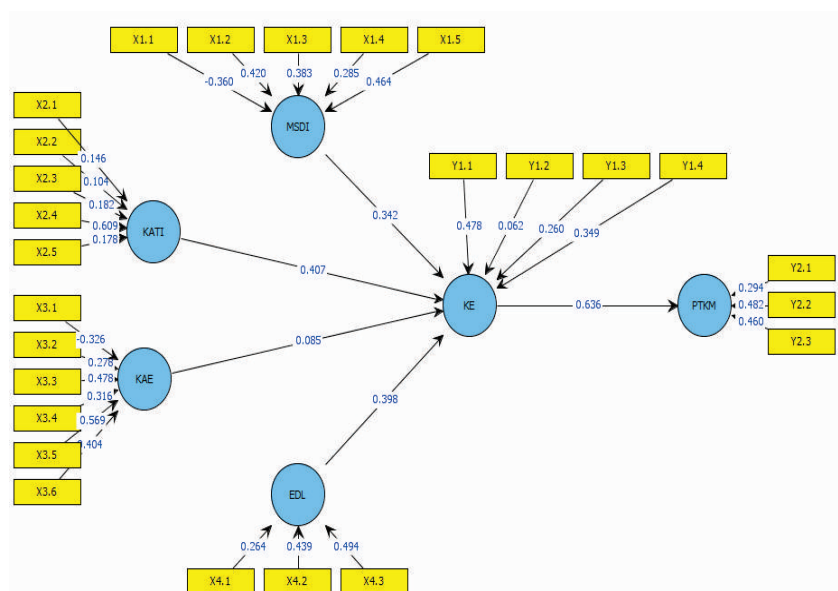 X1.1 X1.2 X1.3 X1.4 X1.5
-0.360 0.420 0.383 0.285 0.464
MSDI
X2.1
X2.2
X2.3
X2.4
X2.5
0.146
0.104
0.182
0.609
0.178
KATI
Y1.1 Y1.2 Y1.3 Y1.4
0.478 0.062 0.260 0.349
0.342
0.407
KE
0.636
PTKM
Y2.1
Y2.2
Y2.3
0.294
0.482
0.460
X3.1
X3.2
X3.3
X3.4
X3.5
X3.6
-0.326
0.278
0.478
0.316
0.569
0.404
KAE
0.085
0.398
EDL
0.264 0.439 0.494
X4.1 X4.2 X4.3